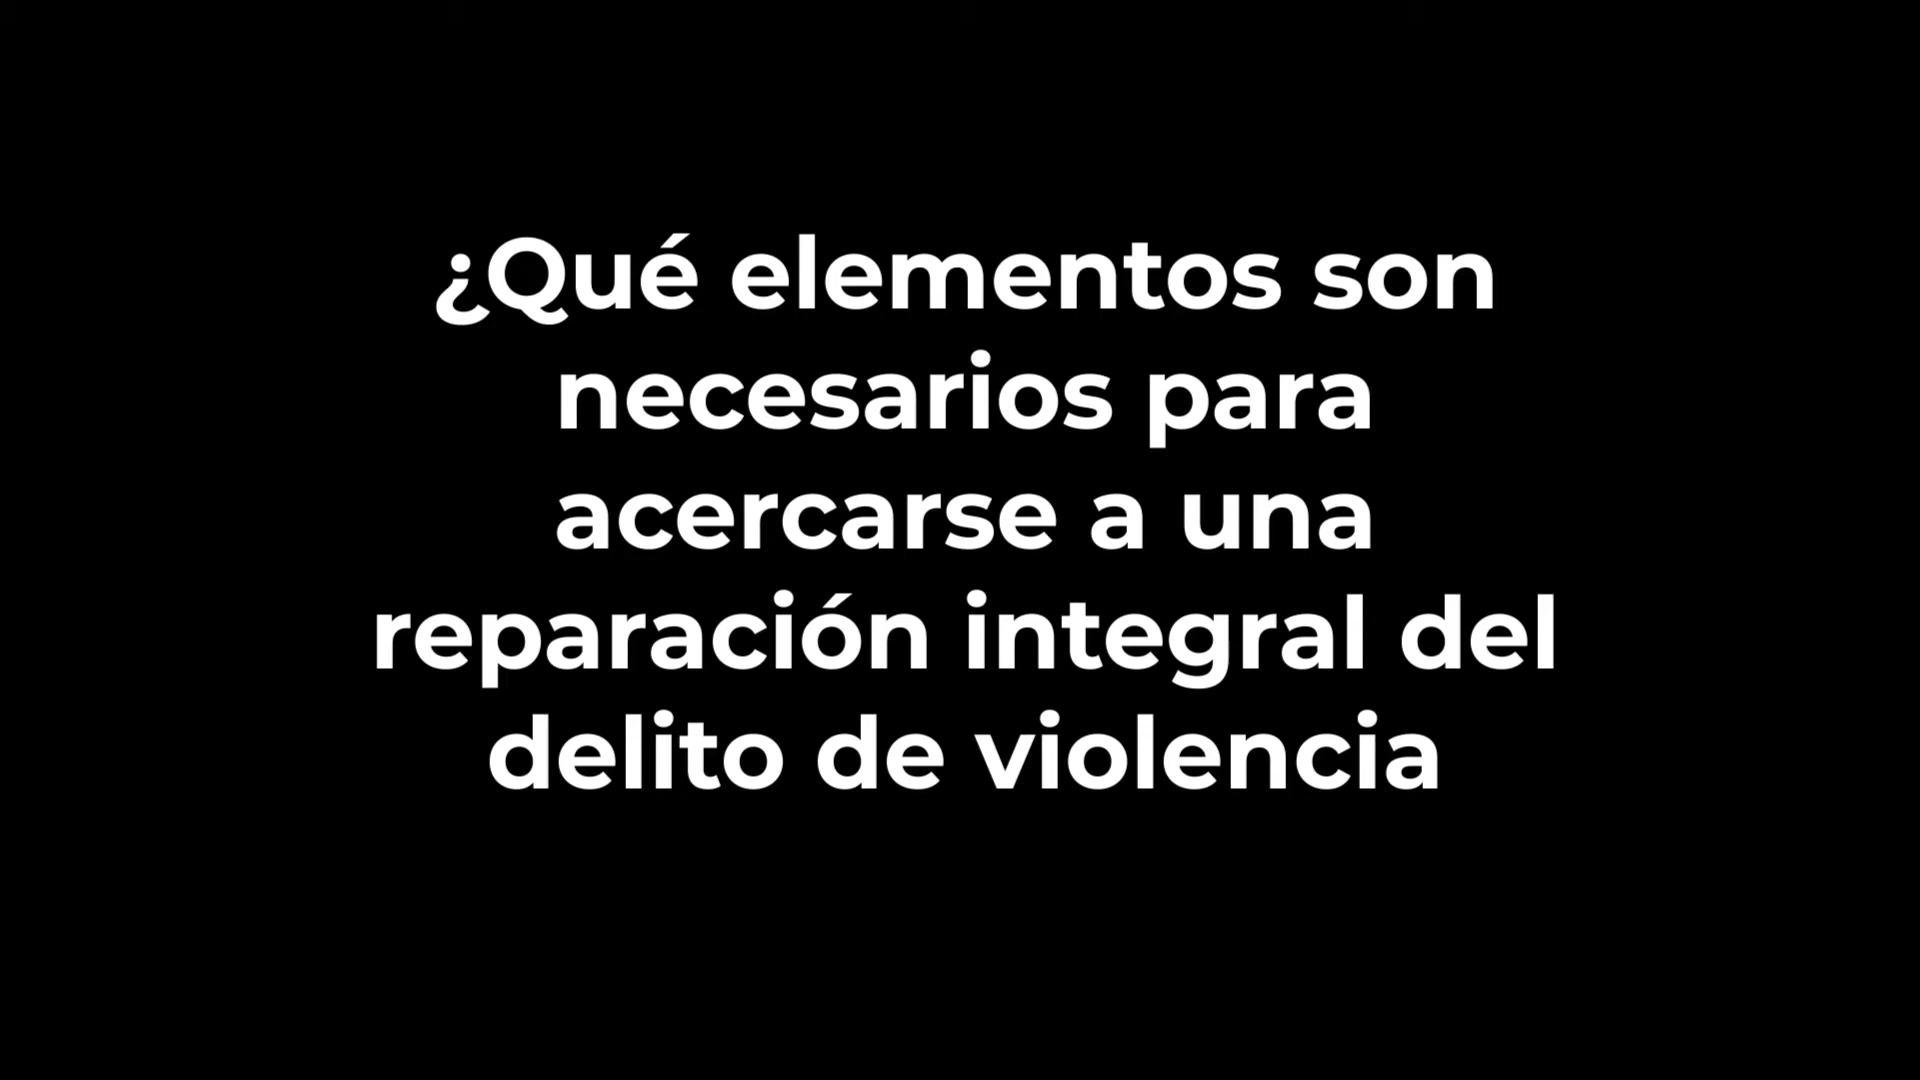 ¿Qué elementos son
necesarios para
acercarse a una
reparación integral del
delito de violencia